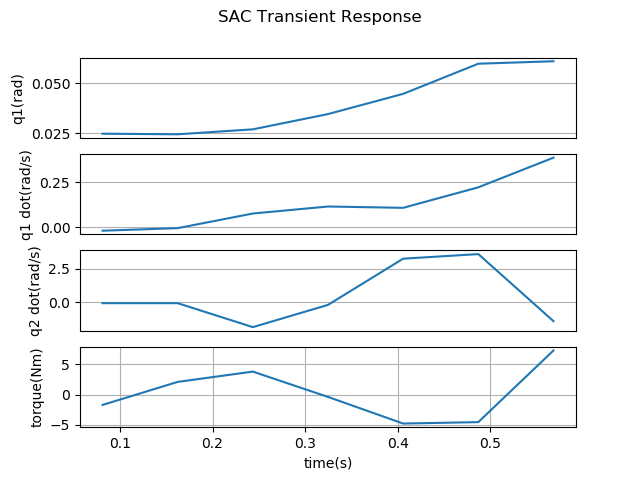 SAC Transient Response
q1(rad)
0.050
0.025
q1 dot(rad/s)
0.25
0.00
q2 dot(rad/s)
2.5
0.0
torque(Nm)
5
0
−5
0.1 0.2 0.3 0.4 0.5
time(s)